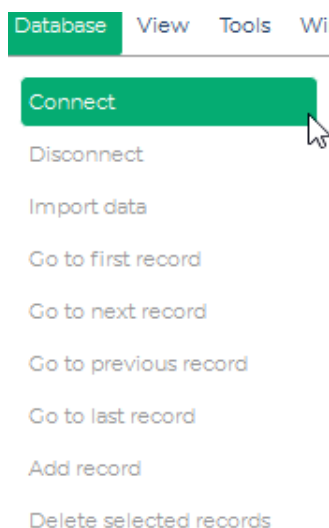 Database View Tools Wi
Connect
Disconnect
Import data
Go to first record
Go to next record
Go to previous record
Go to last record
Add record
Delete selected records